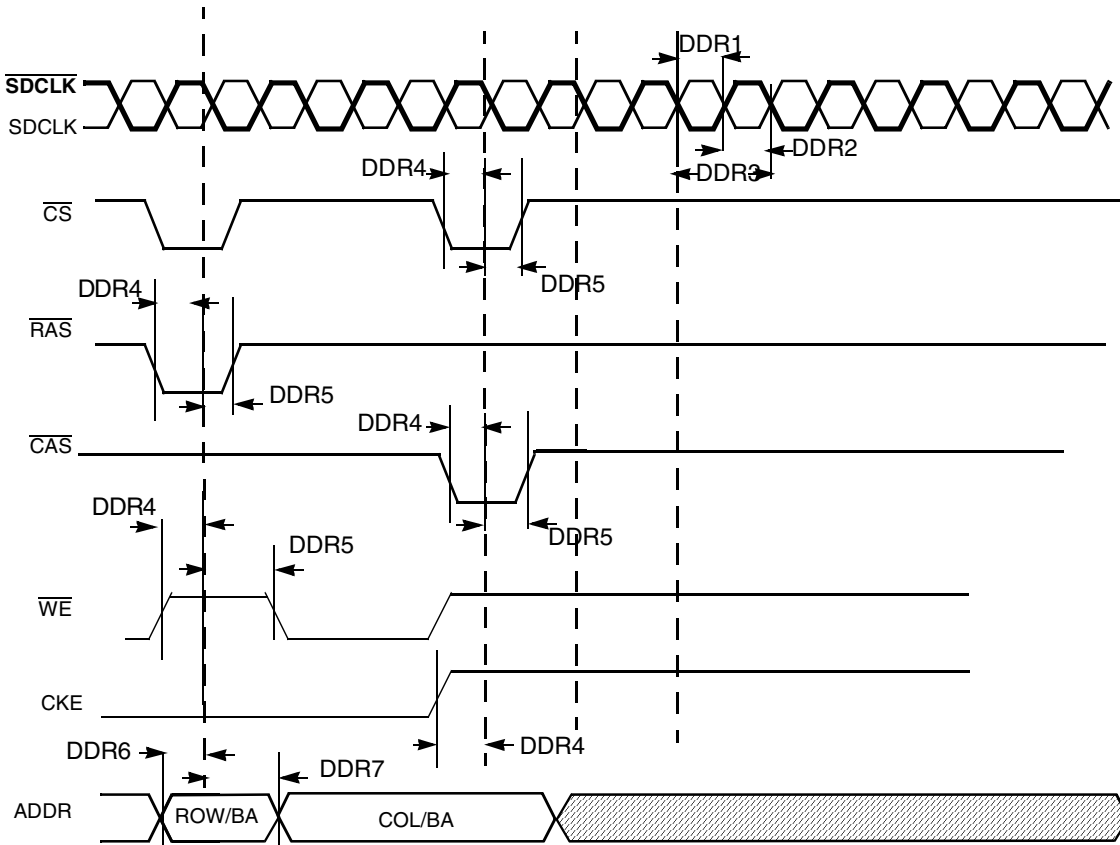 DDR1
SDCLK
SDCLK
DDR2
DDR4
DDR3
CS
DDR5
DDR4
RAS
DDR5
DDR4
CAS
DDR4
DDR5
DDR5
WE
CKE
DDR4
DDR6
DDR7
ADDR
ROW/BA
COL/BA